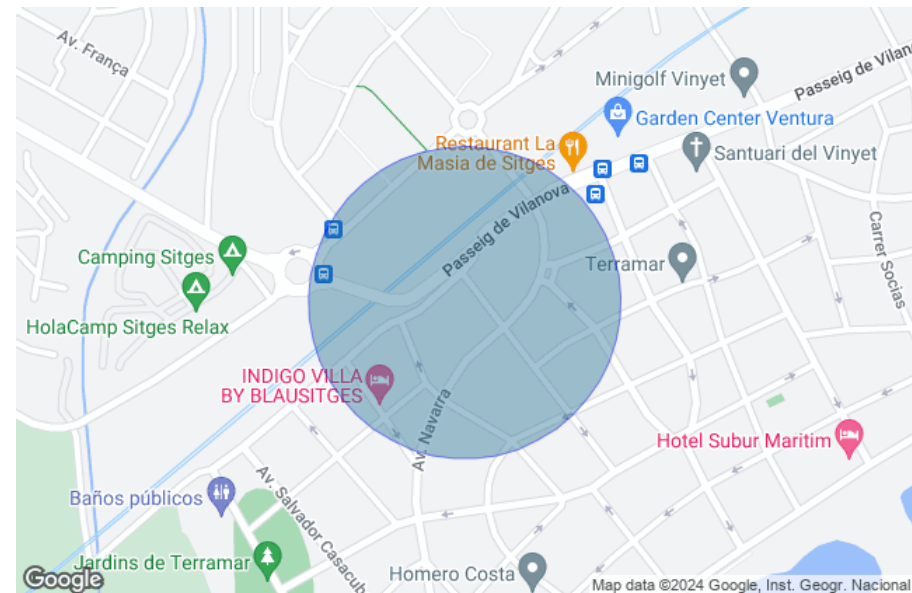 Av. França
Minigolf Vinyet
Passeig de Vilano
Garden Center Ventura
Restaurant La
Masia de Sitges
Santuari del Vinyet
Passeig de Vilanova
Carrer Socias
Camping Sitges
Terramar
HolaCamp Sitges Relax
INDIGO VILLA
BY BLAUSITGES
Av. Navarra
Hotel Subur Maritim
Baños públicos
Av. Salvador Casacub
Jardins de Terramar
Homero Costa
Google
Map data ©2024 Google, Inst. Geogr. Nacional